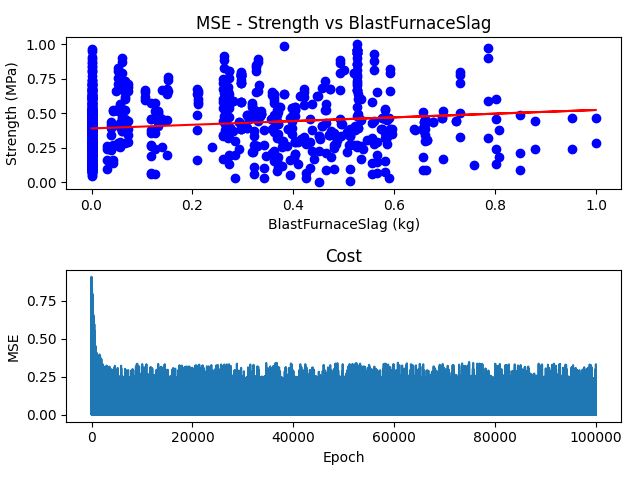 MSE - Strength vs BlastFurnaceSlag
Strength (MPa)
1.00
0.75
0.50
0.25
0.00
0.0 0.2 0.4 0.6 0.8 1.0
BlastFurnaceSlag (kg)
Cost
MSE
0.75
0.50
0.25
0.00
0 20000 40000 60000 80000 100000
Epoch